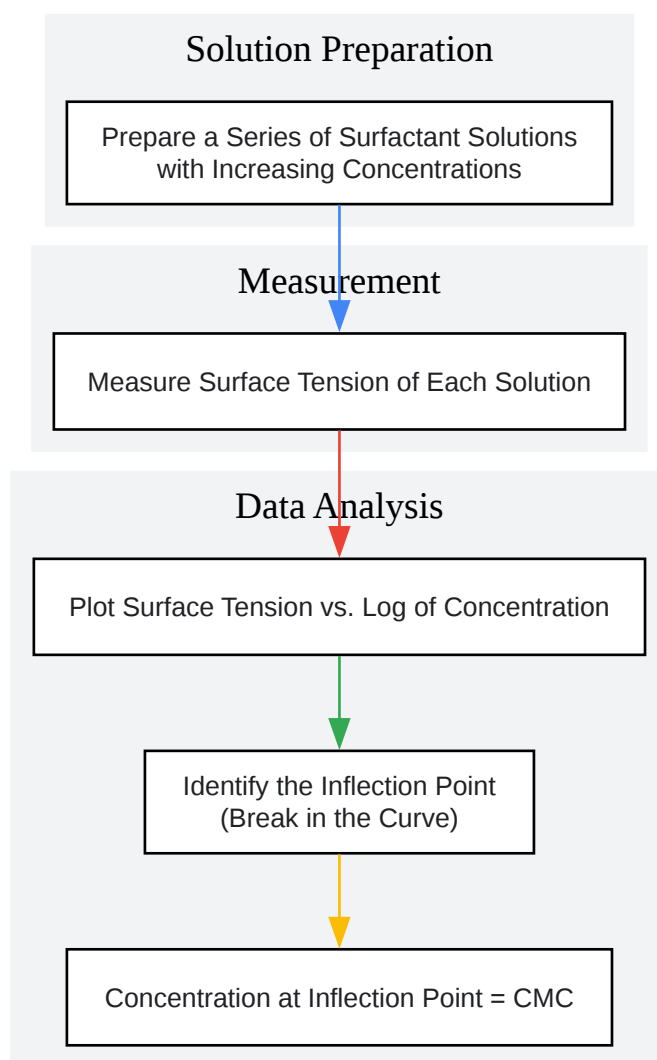 Solution Preparation
Prepare a Series of Surfactant Solutions
with Increasing Concentrations
Measurement
Measure Surface Tension of Each Solution
Data Analysis
Plot Surface Tension vs. Log of Concentration
Identify the Inflection Point
(Break in the Curve)
Concentration at Inflection Point = CMC